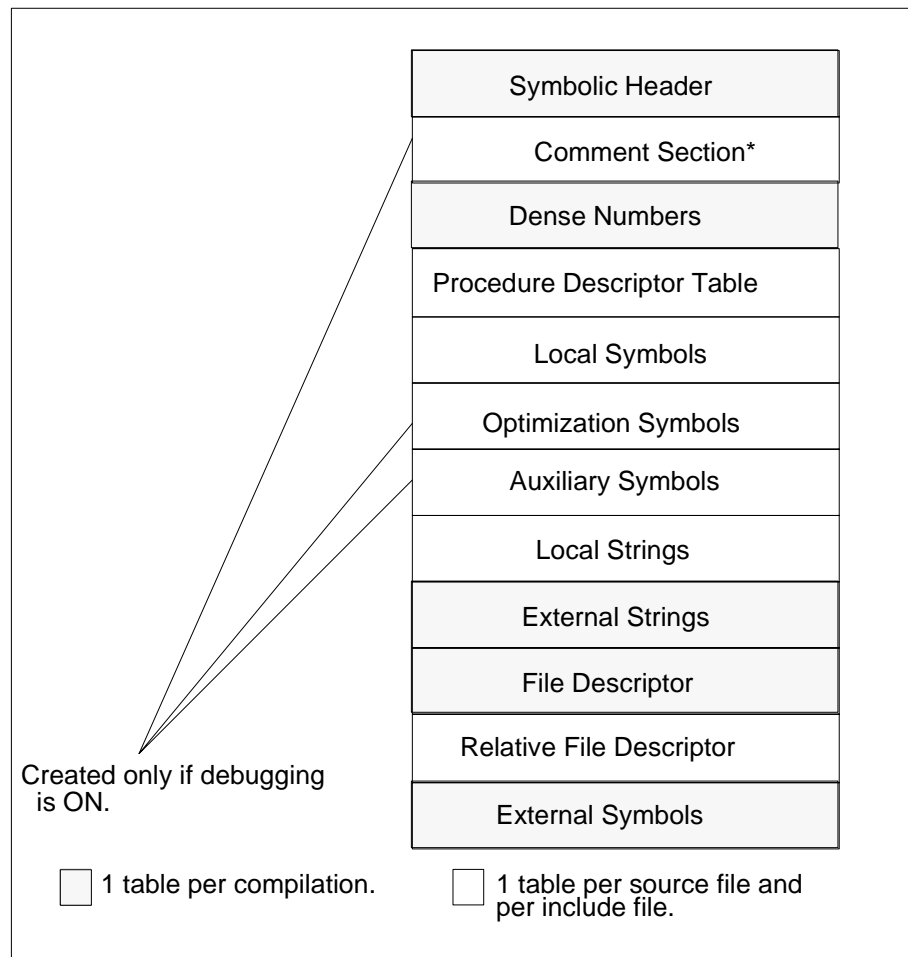 Symbolic Header
Comment Section*
Dense Numbers
Procedure Descriptor Table
Local Symbols
Optimization Symbols
Auxiliary Symbols
Local Strings
External Strings
File Descriptor
Relative File Descriptor
External Symbols
Created only if debugging
is ON.
1 table per compilation.
1 table per source file and
per include file.